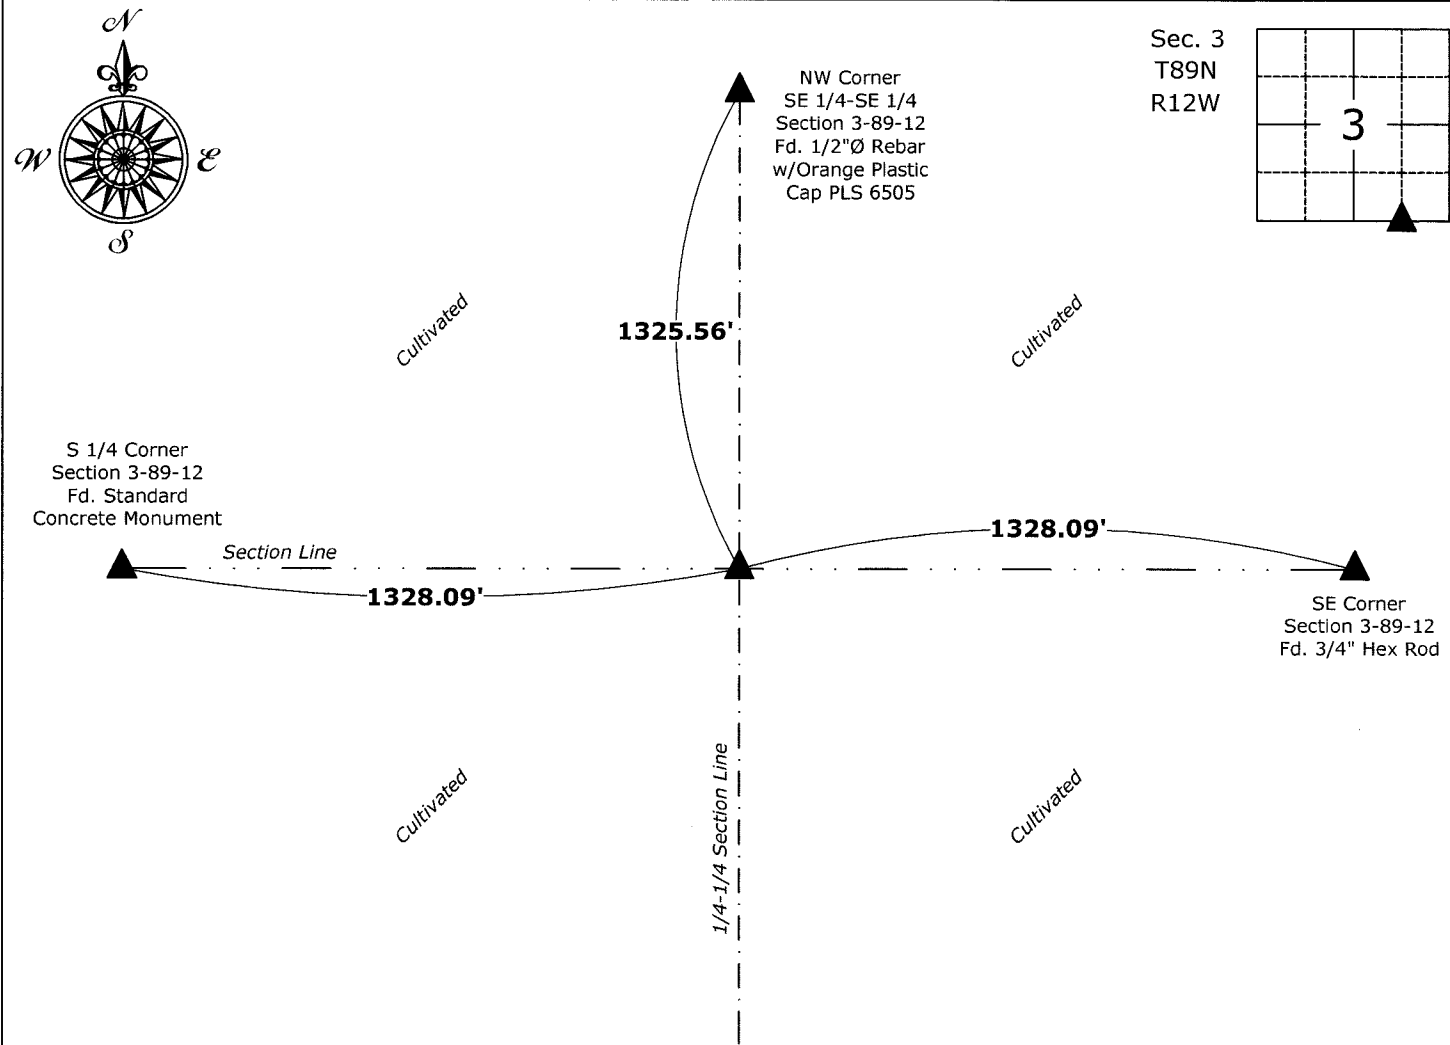 N
W
E
S
NW Corner
SE 1/4-SE 1/4
Section 3-89-12
Fd. 1/2"Ø Rebar
w/Orange Plastic
Cap PLS 6505
Sec. 3
T89N
R12W
3
Cultivated
Cultivated
1325.56'
S 1/4 Corner
Section 3-89-12
Fd. Standard
Concrete Monument
Section Line
1328.09'
1328.09'
SE Corner
Section 3-89-12
Fd. 3/4" Hex Rod
Cultivated
1/4-1/4 Section Line
Cultivated